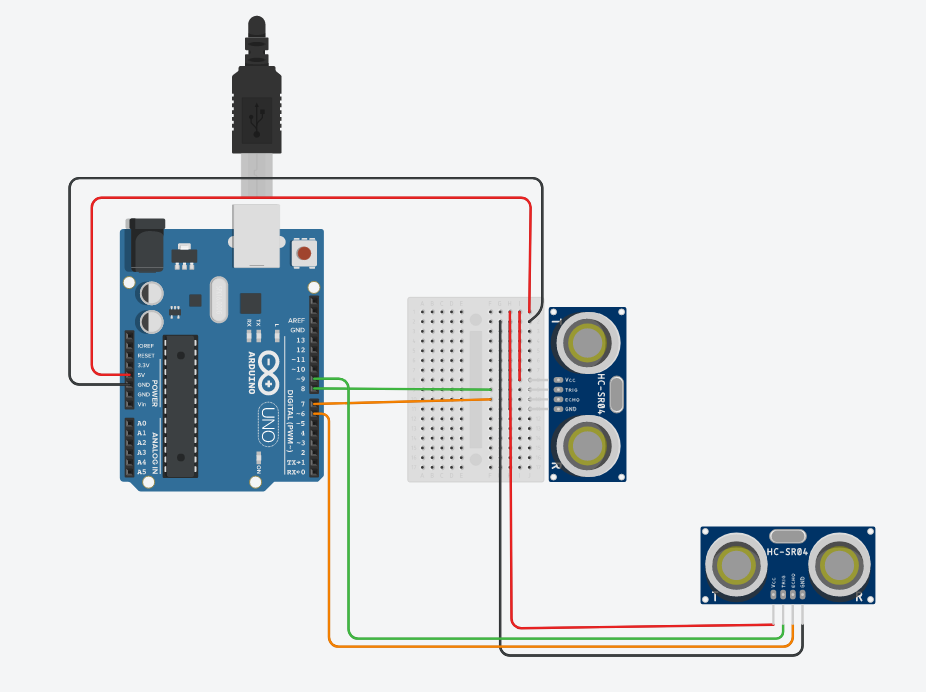 AREF
GND
13
12
~11
~10
~9
8
7
~6
~5
4
~3
2
TX→1
RX←0
DIGITAL (PWM~)
L
TX
RX
ARDUINO
UNO
ON
IOREF
RESET
3.3V
5V
GND
GND
Vin
POWER
A0
A1
A2
A3
A4
A5
ANALOG IN
T
HC-SR04
Vcc
TRIG
ECHO
GND
R
HC-SR04
T
Vcc
TRIG
ECHO
GND
R